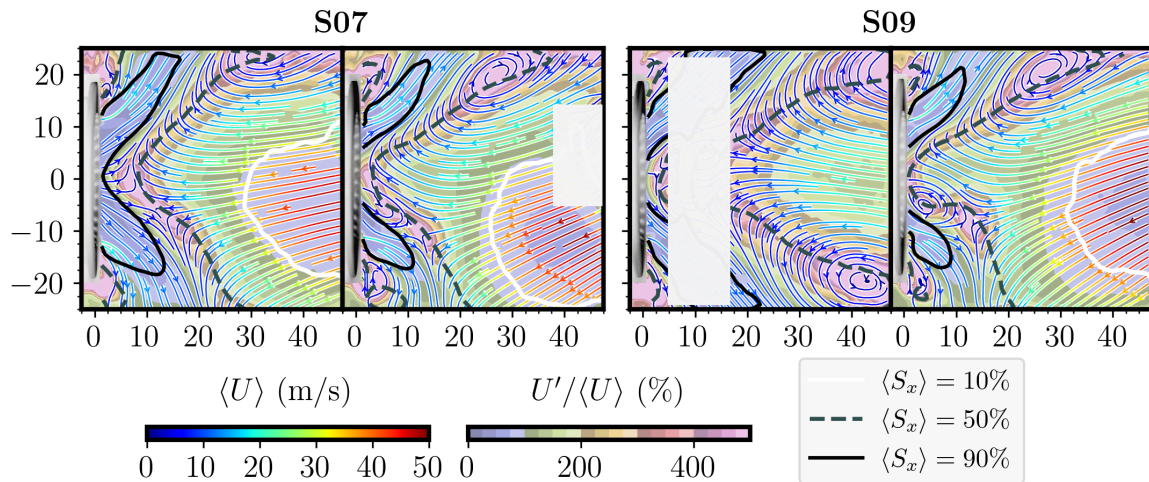 S07 S09
20
10
0
−10
−20
0 10 20 30 40 0 10 20 30 40 0 10 20 30 40 0 10 20 30 40
⟨U⟩ (m/s) U′/⟨U⟩ (%)
0 10 20 30 40 50 0 200 400
⟨Sx⟩ = 10%
⟨Sx⟩ = 50%
⟨Sx⟩ = 90%